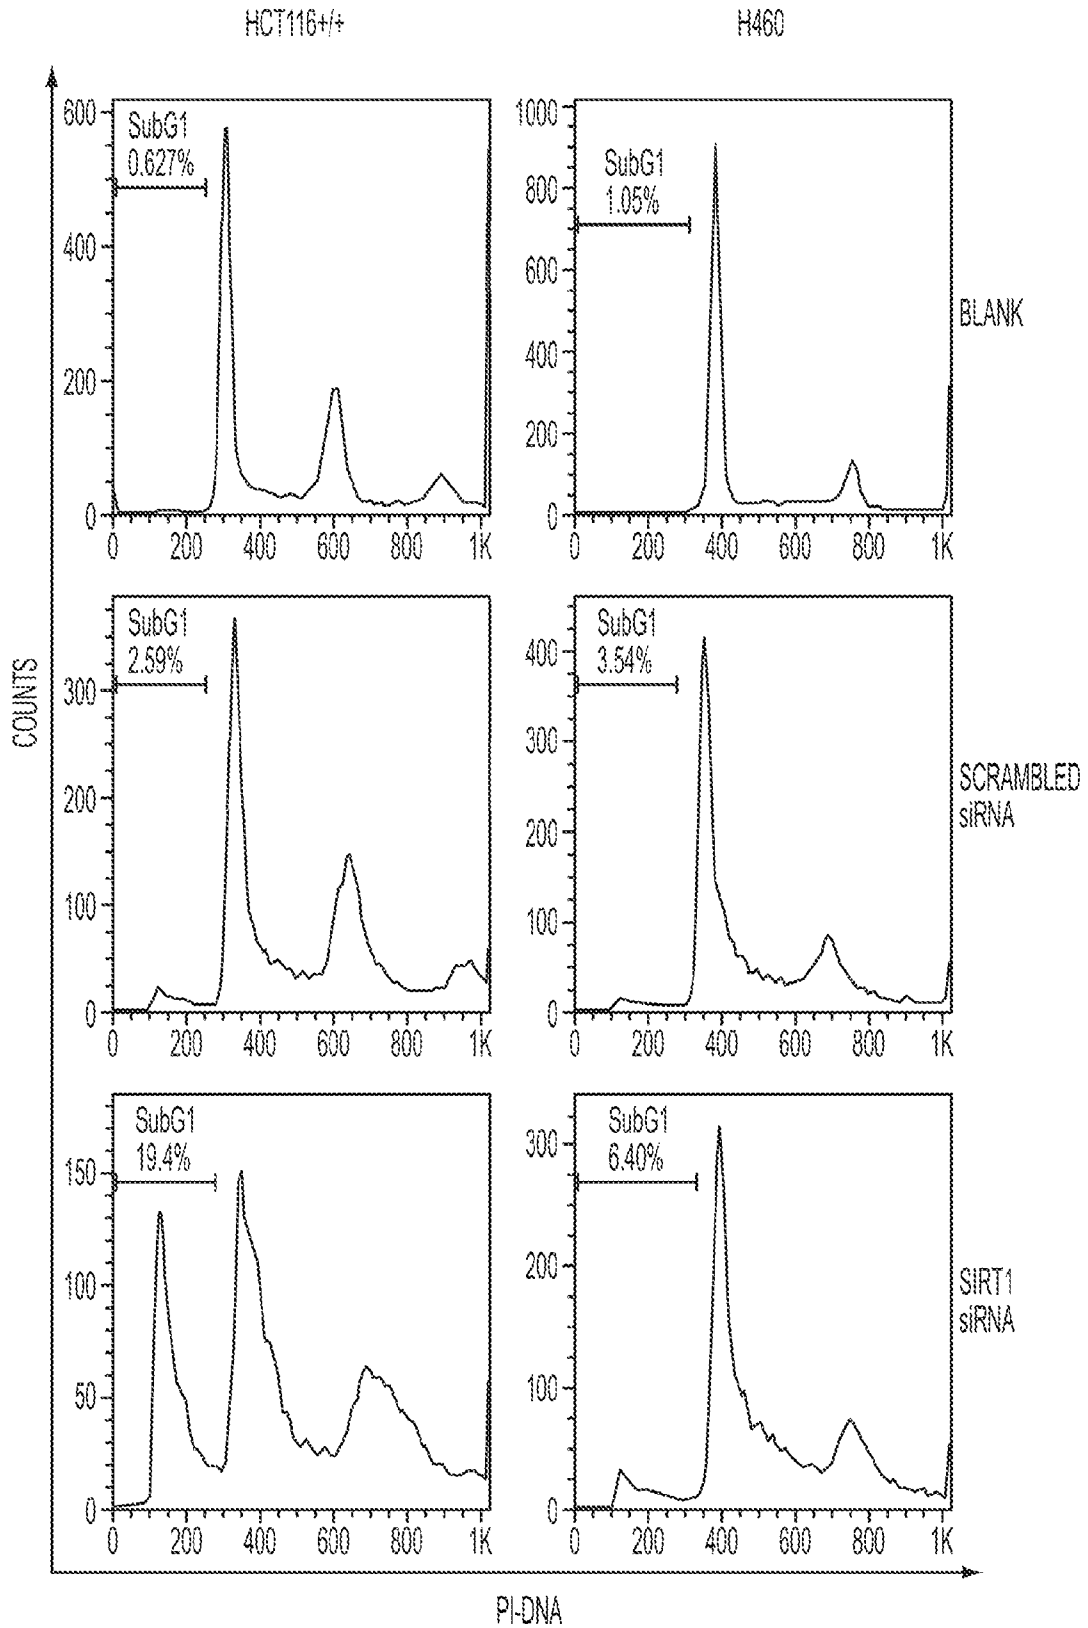 HCT116+/+
H460
COUNTS
600
400
200
0
SubG1
0.627%
0 200 400 600 800 1K
1000
800
600
400
200
0
SubG1
1.05%
0 200 400 600 800 1K
BLANK
300
200
100
0
SubG1
2.59%
0 200 400 600 800 1K
400
300
200
100
0
SubG1
3.54%
0 200 400 600 800 1K
SCRAMBLED
siRNA
150
100
50
0
SubG1
19.4%
0 200 400 600 800 1K
300
200
100
0
SubG1
6.40%
0 200 400 600 800 1K
SIRT1
siRNA
PI-DNA